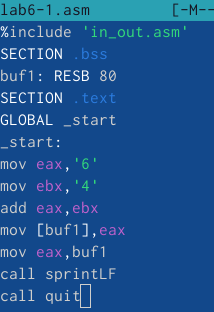 lab6-1.asm [-M--
%include 'in_out.asm'
SECTION .bss
buf1: RESB 80
SECTION .text
GLOBAL _start
_start:
mov eax,'6'
mov ebx,'4'
add eax,ebx
mov [buf1],eax
mov eax,buf1
call sprintLF
call quit